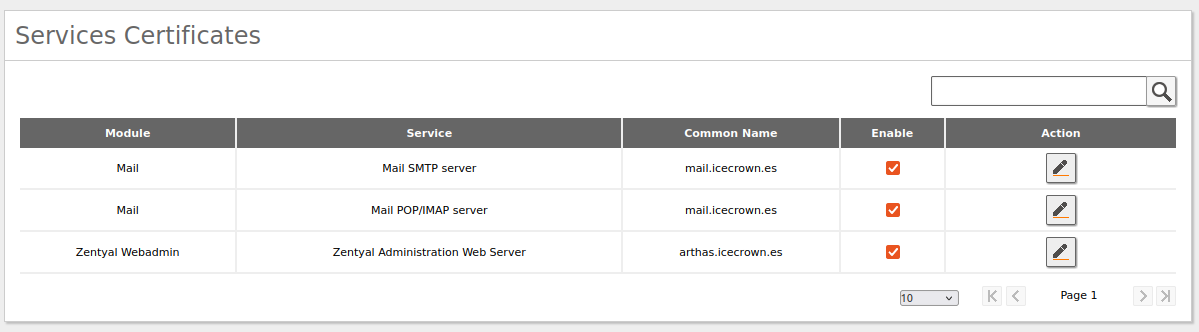 Services Certificates
Module Service Common Name Enable Action
Mail Mail SMTP server mail.icecrown.es
Mail Mail POP/IMAP server mail.icecrown.es
Zentyal Webadmin Zentyal Administration Web Server arthas.icecrown.es
10 Page 1